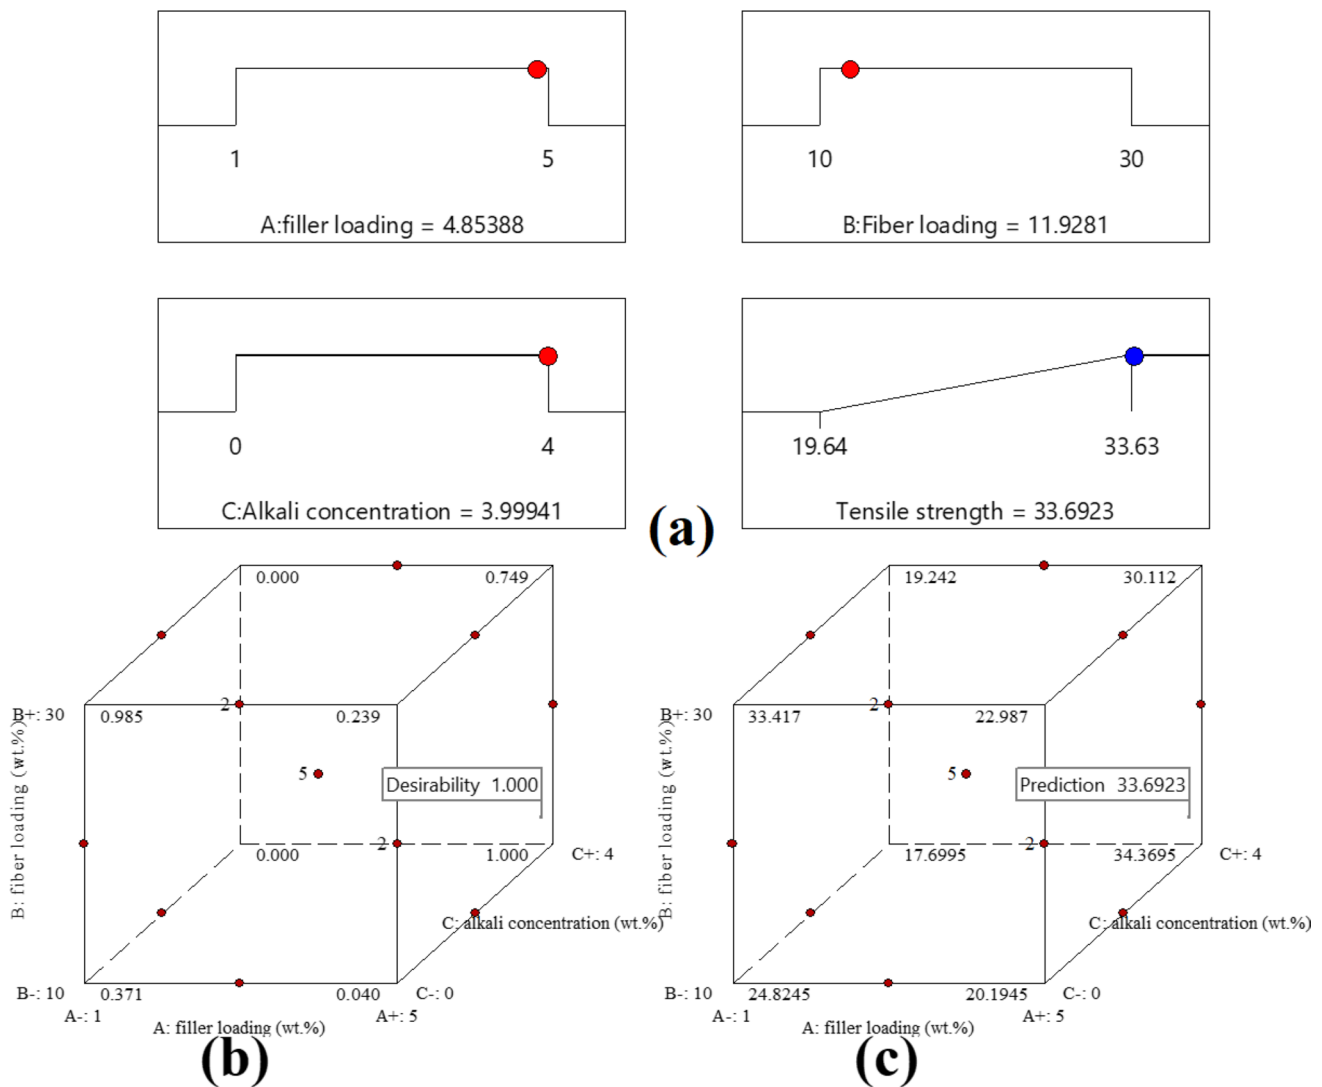 1 5
A:filler loading = 4.85388
10 30
B:Fiber loading = 11.9281
0 4
C:Alkali concentration = 3.99941
19.64 33.63
Tensile strength = 33.6923
(a)
0.000 0.749
B+: 30 0.985 2 0.239
5
Desirability 1.000
B: fiber loading (wt.%)
0.000 2 1.000
C+: 4
C: alkali concentration (wt.%)
B-: 10 0.371 0.040 C-: 0
A-: 1 A+: 5
A: filler loading (wt.%)
(b)
19.242 30.112
B+: 30 33.417 2 22.987
5
Prediction 33.6923
B: fiber loading (wt.%)
17.6995 2 34.3695
C+: 4
C: alkali concentration (wt.%)
B-: 10 24.8245 20.1945 C-: 0
A-: 1 A+: 5
A: filler loading (wt.%)
(c)